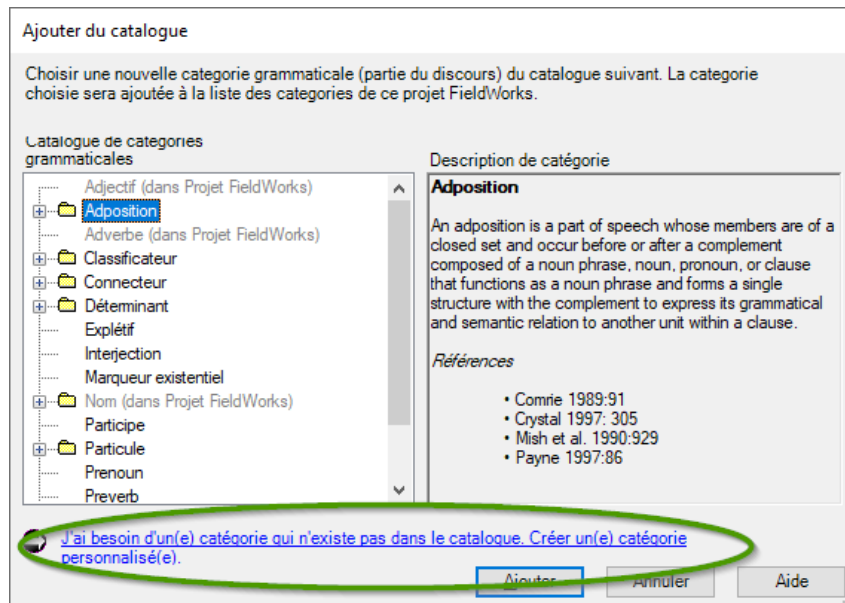 Ajouter du catalogue
Choisir une nouvelle categorie grammaticale (partie du discours) du catalogue suivant. La categorie
choisie sera ajoutée à la liste des categories de ce projet FieldWorks.
Catalogue de categories
grammaticales
Adjectif (dans Projet FieldWorks)
Adposition
Adverbe (dans Projet FieldWorks)
Classificateur
Connecteur
Déterminant
Explétif
Interjection
Marqueur existentiel
Nom (dans Projet FieldWorks)
Participe
Particule
Prenoun
Preverb
Description de catégorie
Adposition
An adposition is a part of speech whose members are of a
closed set and occur before or after a complement
composed of a noun phrase, noun, pronoun, or clause
that functions as a noun phrase and forms a single
structure with the complement to express its grammatical
and semantic relation to another unit within a clause.
Références
• Comrie 1989:91
• Crystal 1997: 305
• Mish et al. 1990:929
• Payne 1997:86
J'ai besoin d'un(e) catégorie qui n'existe pas dans le catalogue. Créer un(e) catégorie
personnalisé(e).
Ajouter
Annuler
Aide